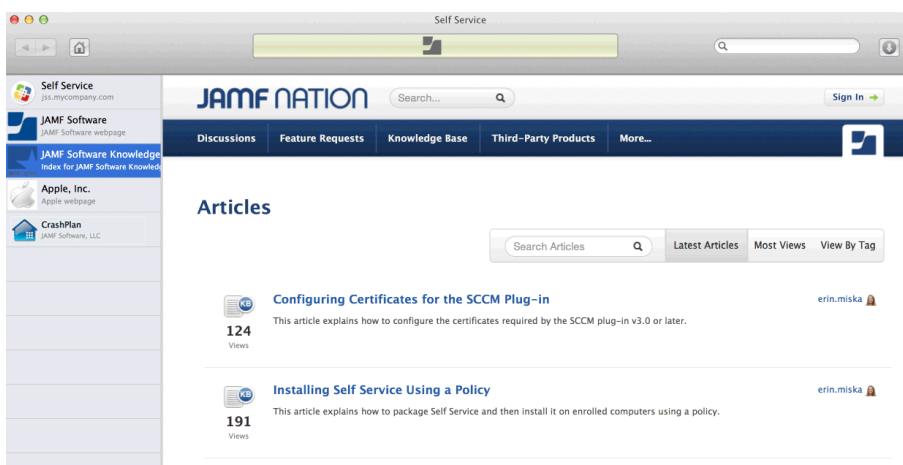 Self Service
Self Service
jss.mycompany.com
JAMF Software
JAMF Software webpage
JAMF Software Knowledge
Index for JAMF Software Knowled
Apple, Inc.
Apple webpage
CrashPlan
JAMF Software, LLC
JAMF NATION
Search...
Sign In
Discussions Feature Requests Knowledge Base Third-Party Products More...
Articles
Search Articles
Latest Articles Most Views View By Tag
KB
Configuring Certificates for the SCCM Plug-in
erin.miska
This article explains how to configure the certificates required by the SCCM plug-in v3.0 or later.
124
Views
KB
Installing Self Service Using a Policy
erin.miska
This article explains how to package Self Service and then install it on enrolled computers using a policy.
191
Views